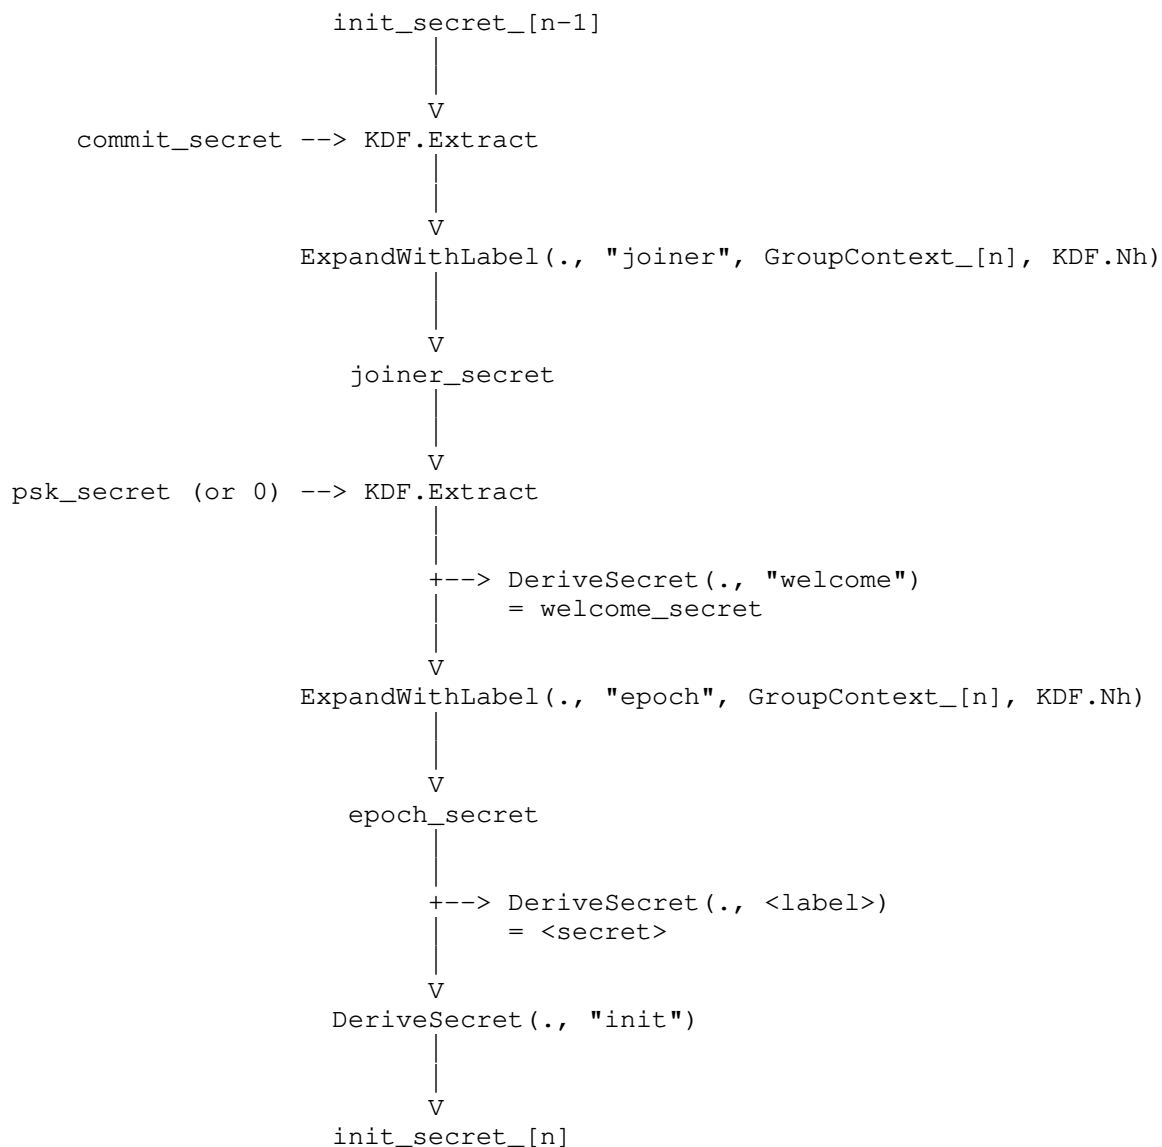 init_secret_[n-1]
|
|
V
commit_secret --> KDF.Extract
|
|
V
ExpandWithLabel(., "joiner", GroupContext_[n], KDF.Nh)
|
|
V
joiner_secret
|
|
V
psk_secret (or 0) --> KDF.Extract
|
|
+--> DeriveSecret(., "welcome")
| = welcome_secret
|
V
ExpandWithLabel(., "epoch", GroupContext_[n], KDF.Nh)
|
|
V
epoch_secret
|
|
+--> DeriveSecret(., <label>)
| = <secret>
|
V
DeriveSecret(., "init")
|
|
V
init_secret_[n]